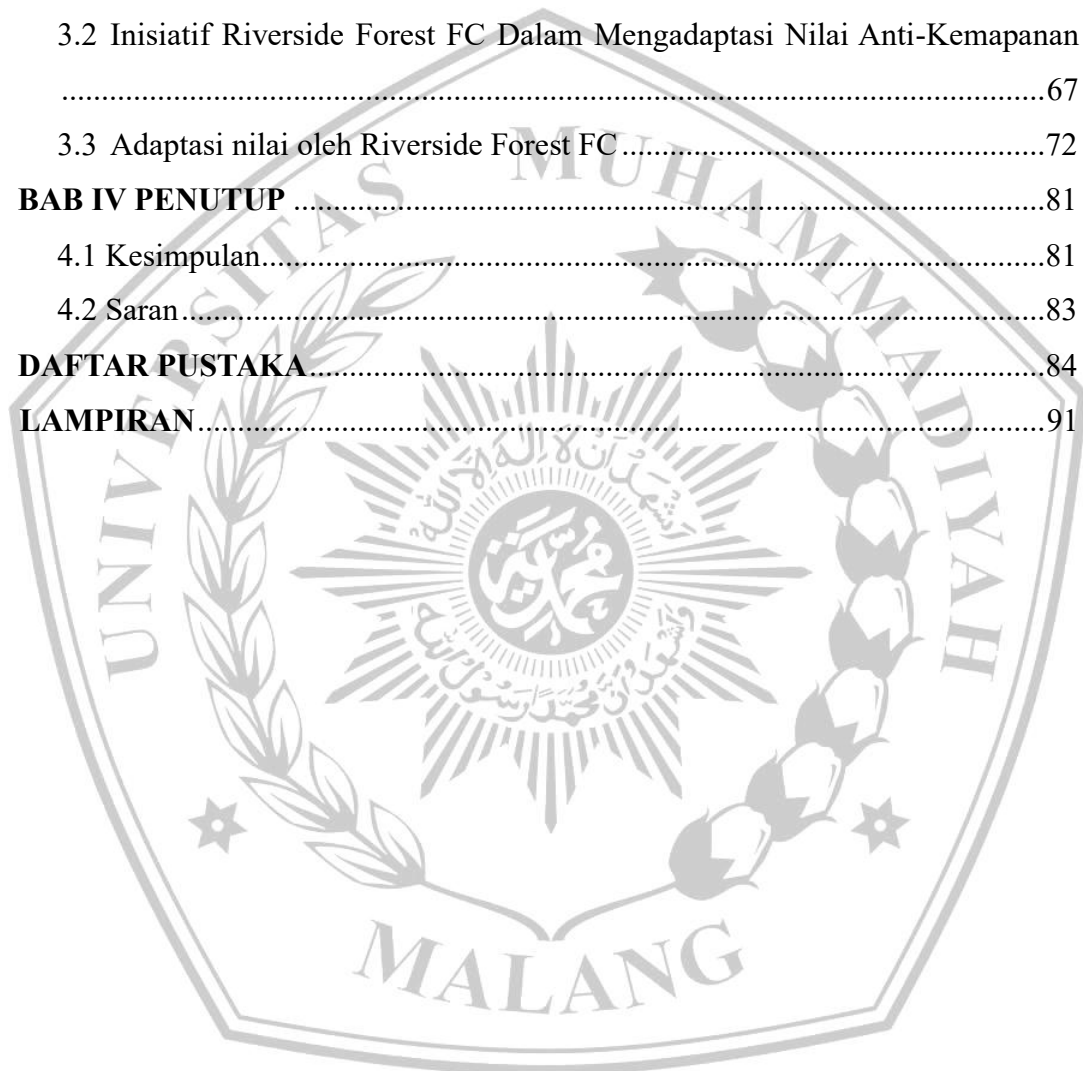 3.2 Inisiatif Riverside Forest FC Dalam Mengadaptasi Nilai Anti-Kemapanan
............................................................................................................................67
3.3 Adaptasi nilai oleh Riverside Forest FC.....................................................72
BAB IV PENUTUP ..............................................................................................81
4.1 Kesimpulan...................................................................................................81
4.2 Saran.............................................................................................................83
DAFTAR PUSTAKA............................................................................................84
LAMPIRAN..........................................................................................................91
UNIVERSITAS MUHAMMADIYAH
MALANG